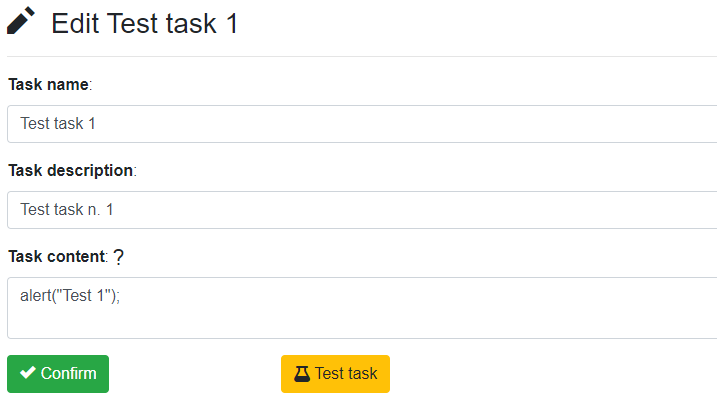 Edit Test task 1
Task name:
Test task 1
Task description:
Test task n. 1
Task content: ?
alert("Test 1");
Confirm
Test task